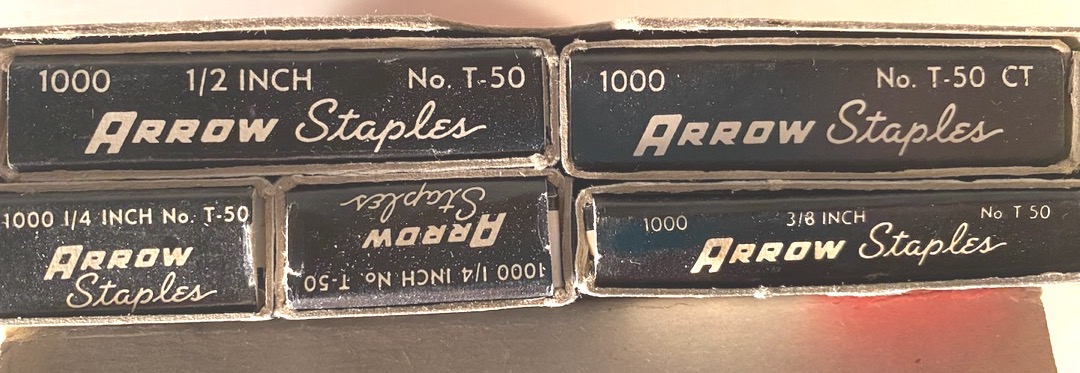 1000 1/2 INCH No. T-50
ARROW Staples
1000 No. T-50 CT
ARROW Staples
1000 1/4 INCH No. T-50
ARROW
Staples
1000 1/4 INCH No. T-50
ARROW
Staples
1000 3/8 INCH No T 50
ARROW Staples